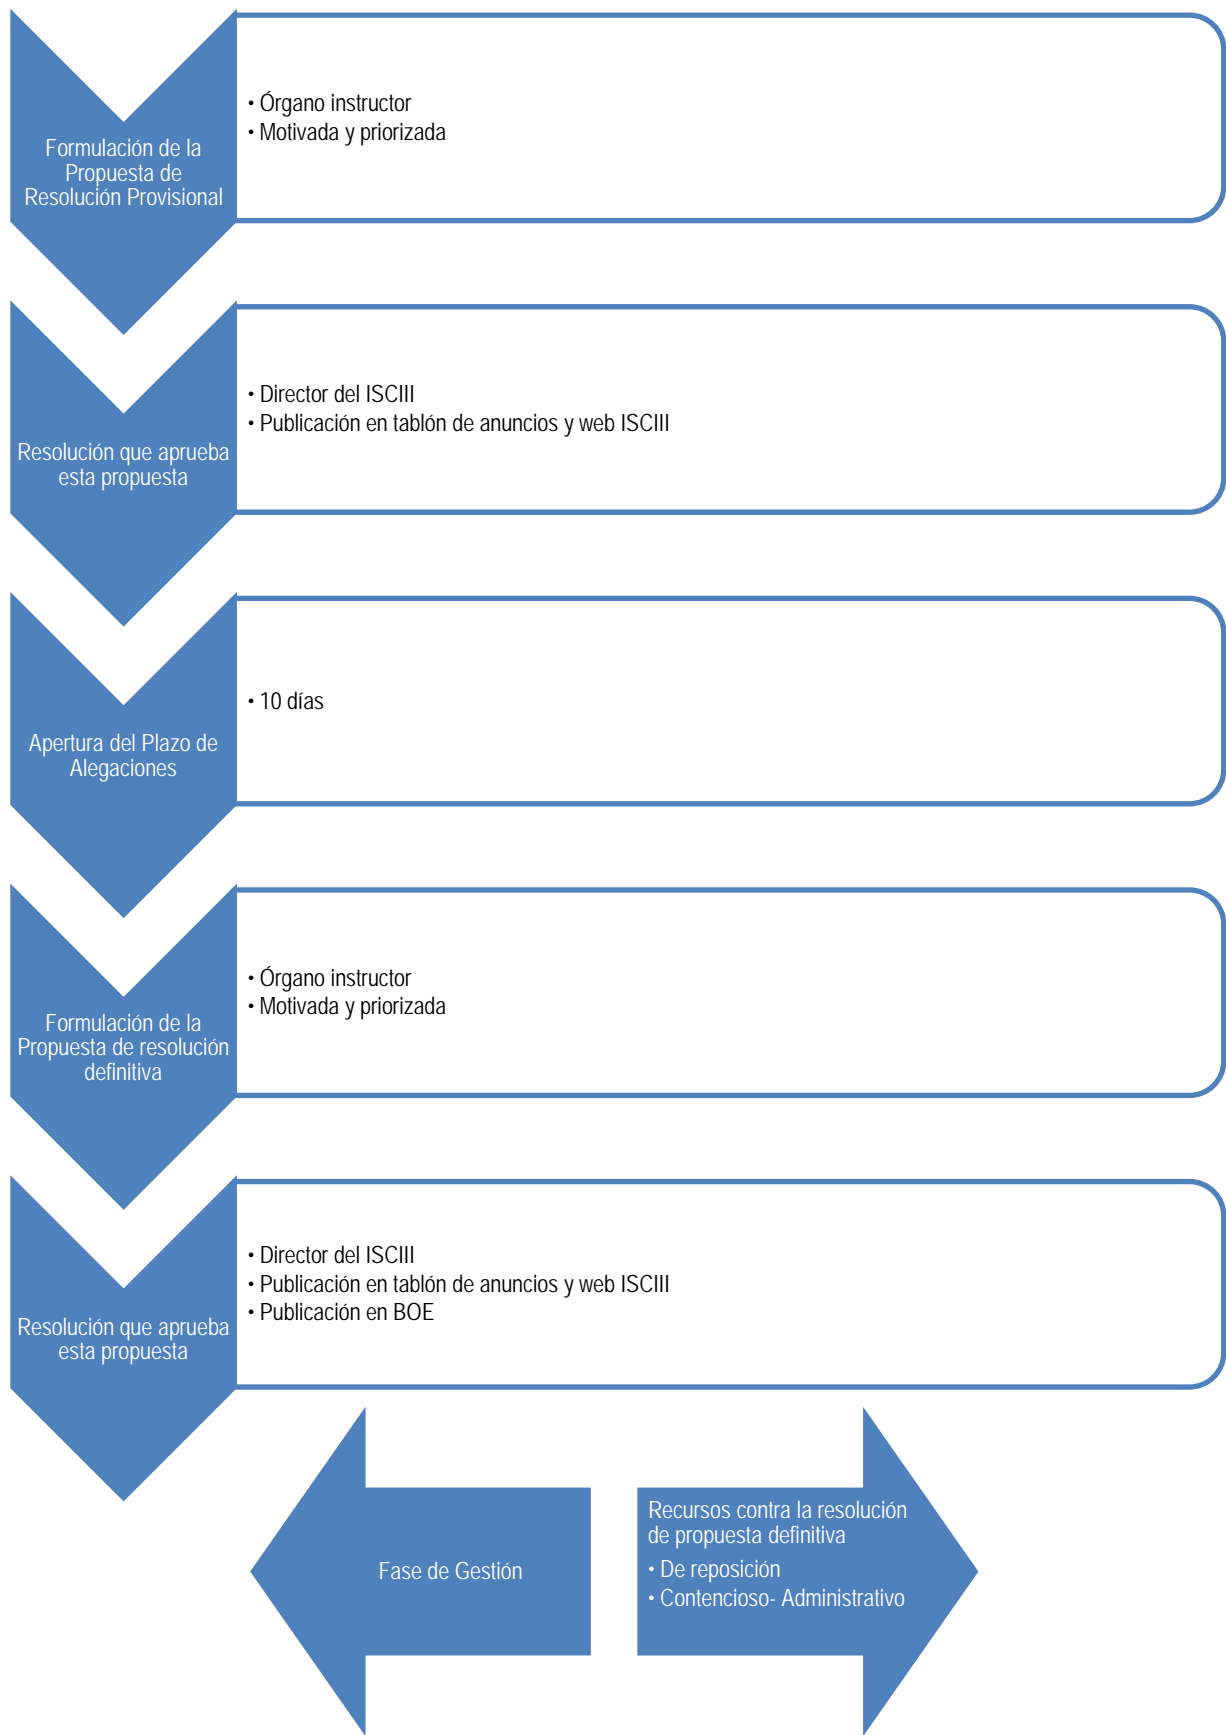 Formulación de la
Propuesta de
Resolución Provisional
• Órgano instructor
• Motivada y priorizada
Resolución que aprueba
esta propuesta
• Director del ISCIII
• Publicación en tablón de anuncios y web ISCIII
Apertura del Plazo de
Alegaciones
• 10 días
Formulación de la
Propuesta de resolución
definitiva
• Órgano instructor
• Motivada y priorizada
Resolución que aprueba
esta propuesta
• Director del ISCIII
• Publicación en tablón de anuncios y web ISCIII
• Publicación en BOE
Fase de Gestión
Recursos contra la resolución
de propuesta definitiva
• De reposición
• Contencioso- Administrativo